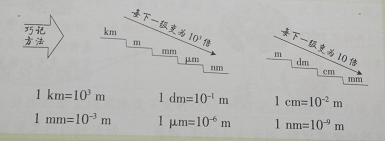 巧记
方法
每下一级变为10³倍
km
m
mm
μm
nm
每下一级变为10倍
m
dm
cm
mm
1 km=10³ m
1 dm=10⁻¹ m
1 cm=10⁻² m
1 mm=10⁻³ m
1 μm=10⁻⁶ m
1 nm=10⁻⁹ m